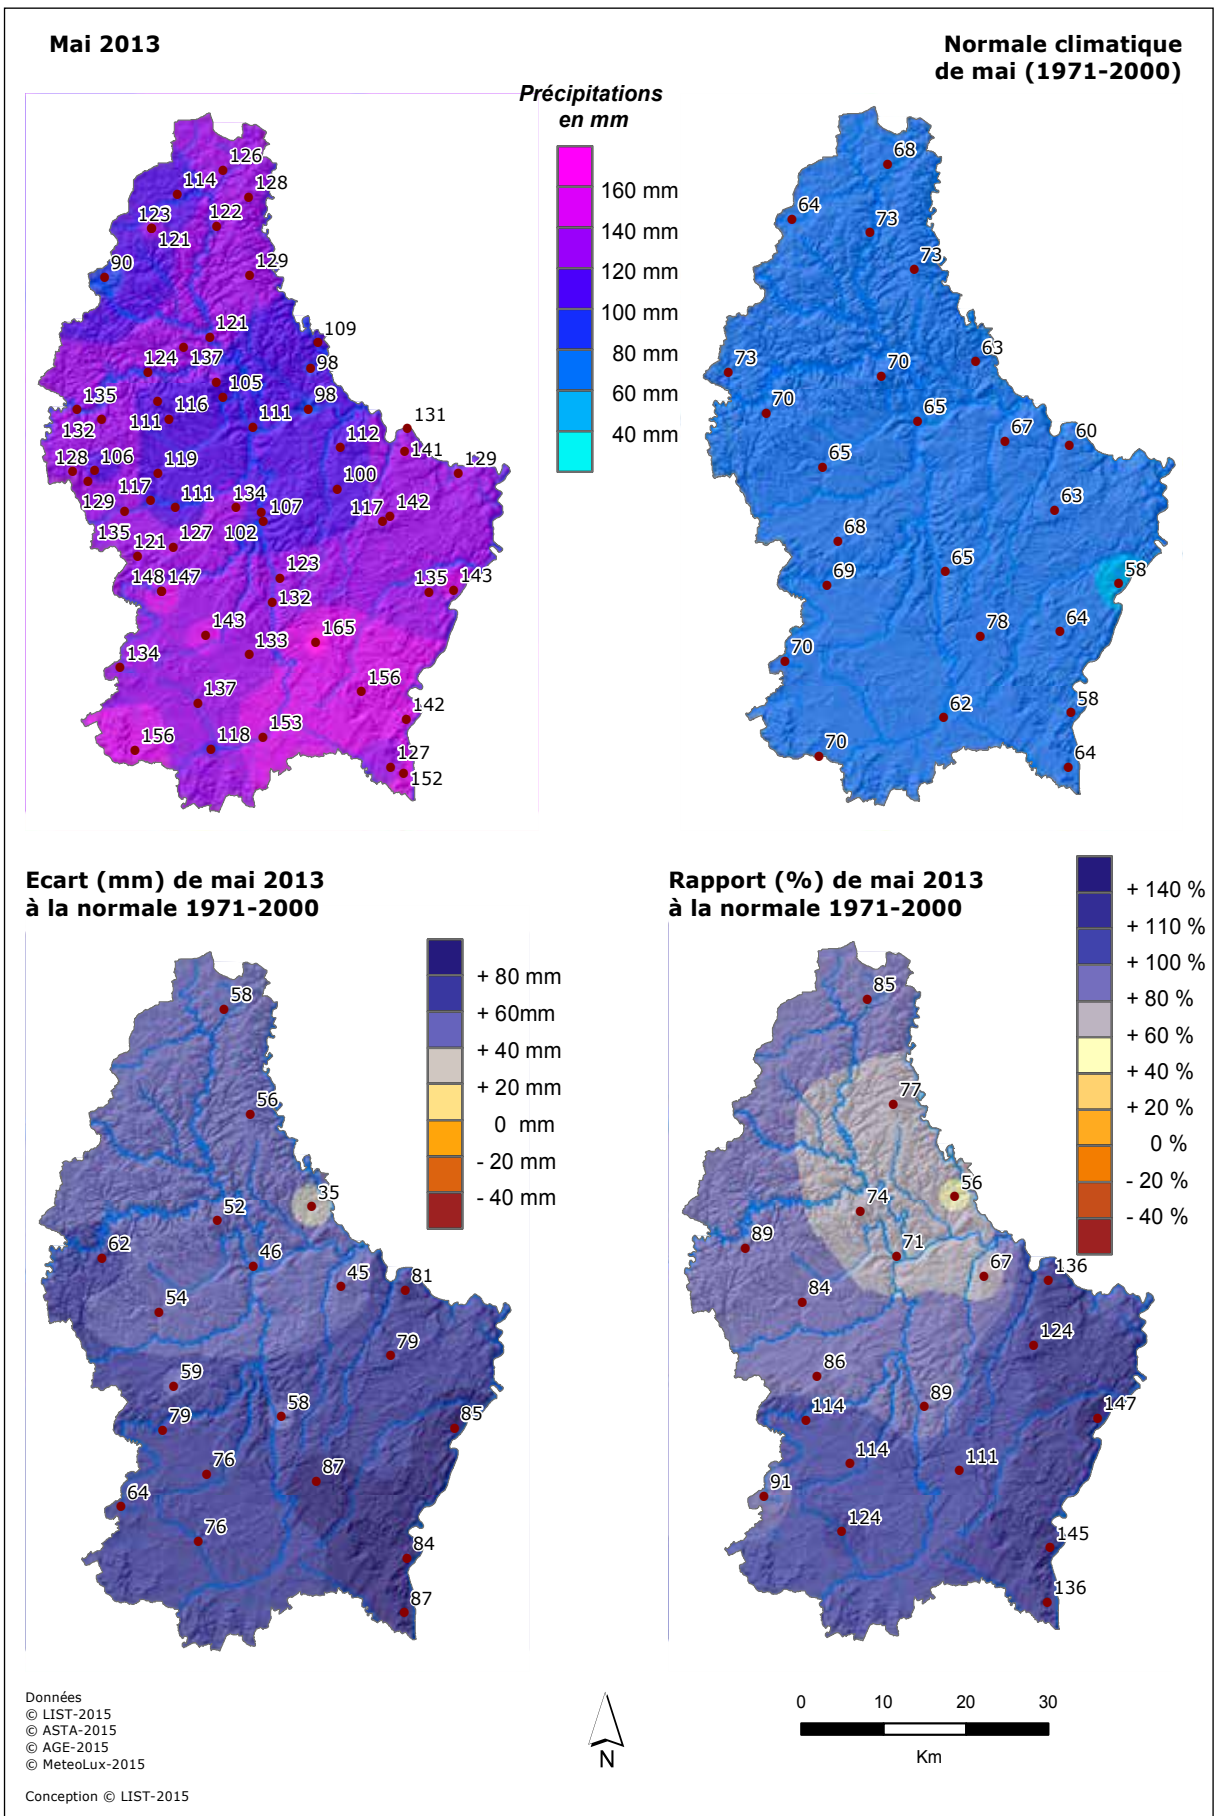 Mai 2013
Normale climatique
de mai (1971-2000)
Précipitations
en mm
160 mm
140 mm
120 mm
100 mm
80 mm
60 mm
40 mm
126
114
128
123
122
121
90
129
121
109
137
124
98
105
135
116
98
132
111
111
131
112
141
128
106
119
129
100
117
129
111
134
107
117
142
135
102
121
127
123
148
147
135
143
132
143
133
165
134
156
137
142
156
118
153
127
152
68
64
73
73
63
73
70
70
65
67
60
65
63
68
65
69
58
78
64
70
62
58
70
64
Ecart (mm) de mai 2013
à la normale 1971-2000
+ 80 mm
+ 60mm
+ 40 mm
+ 20 mm
0 mm
- 20 mm
- 40 mm
58
56
35
52
62
46
45
81
54
79
59
58
79
85
76
87
64
76
84
87
Rapport (%) de mai 2013
à la normale 1971-2000
+ 140 %
+ 110 %
+ 100 %
+ 80 %
+ 60 %
+ 40 %
+ 20 %
0 %
- 20 %
- 40 %
85
77
56
74
89
71
67
136
84
124
86
89
114
147
114
111
91
124
145
136
Données
© LIST-2015
© ASTA-2015
© AGE-2015
© MeteoLux-2015
Conception © LIST-2015
N
0 10 20 30
Km